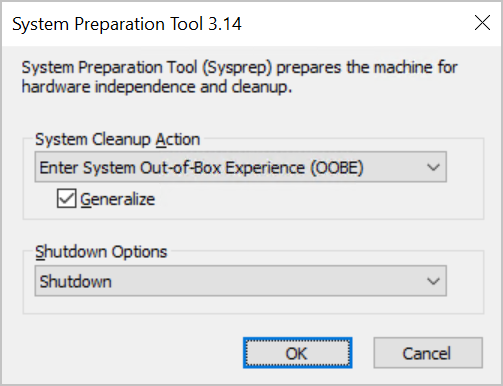 System Preparation Tool 3.14
System Preparation Tool (Sysprep) prepares the machine for
hardware independence and cleanup.
System Cleanup Action
Enter System Out-of-Box Experience (OOBE)
Generalize
Shutdown Options
Shutdown
OK
Cancel